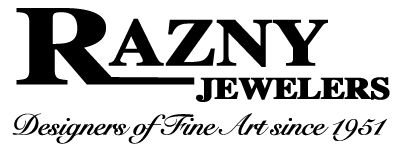 RAZNY
JEWELERS
Designers of Fine Art since 1951